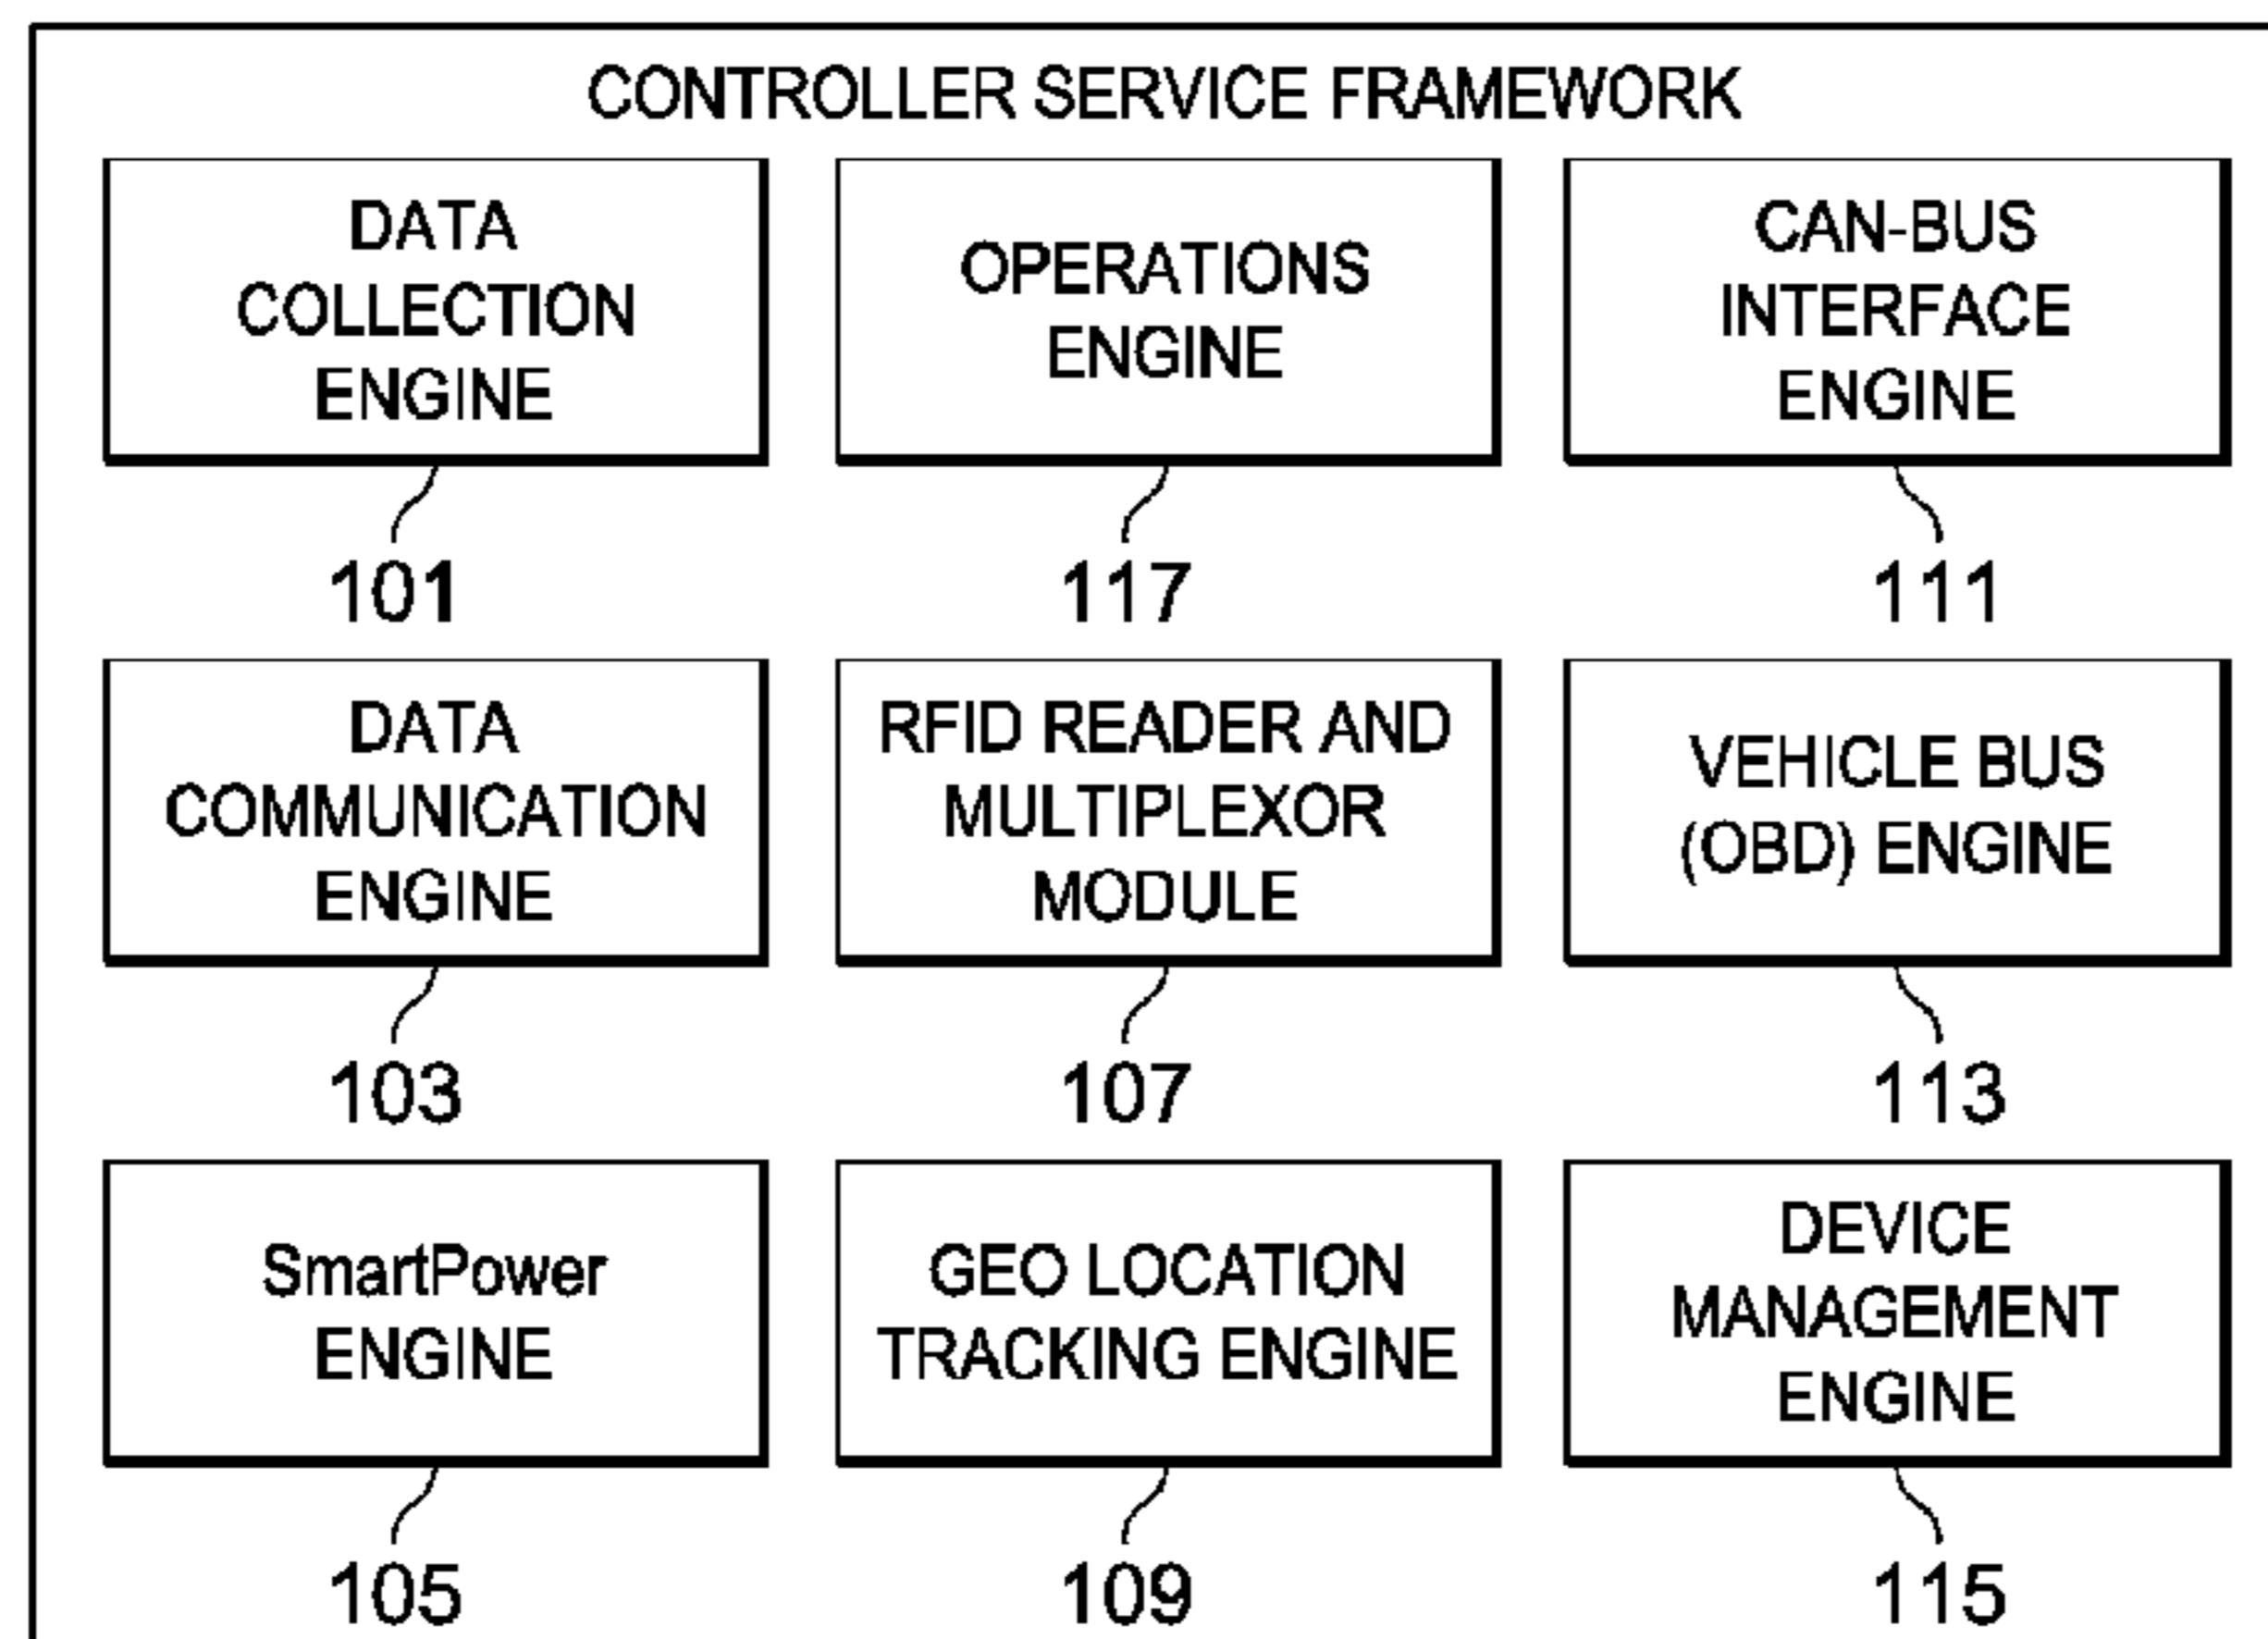 CONTROLLER SERVICE FRAMEWORK
DATA
COLLECTION
ENGINE
101
OPERATIONS
ENGINE
117
CAN-BUS
INTERFACE
ENGINE
111
DATA
COMMUNICATION
ENGINE
103
RFID READER AND
MULTIPLEXOR
MODULE
107
VEHICLE BUS
(OBD) ENGINE
113
SmartPower
ENGINE
105
GEO LOCATION
TRACKING ENGINE
109
DEVICE
MANAGEMENT
ENGINE
115